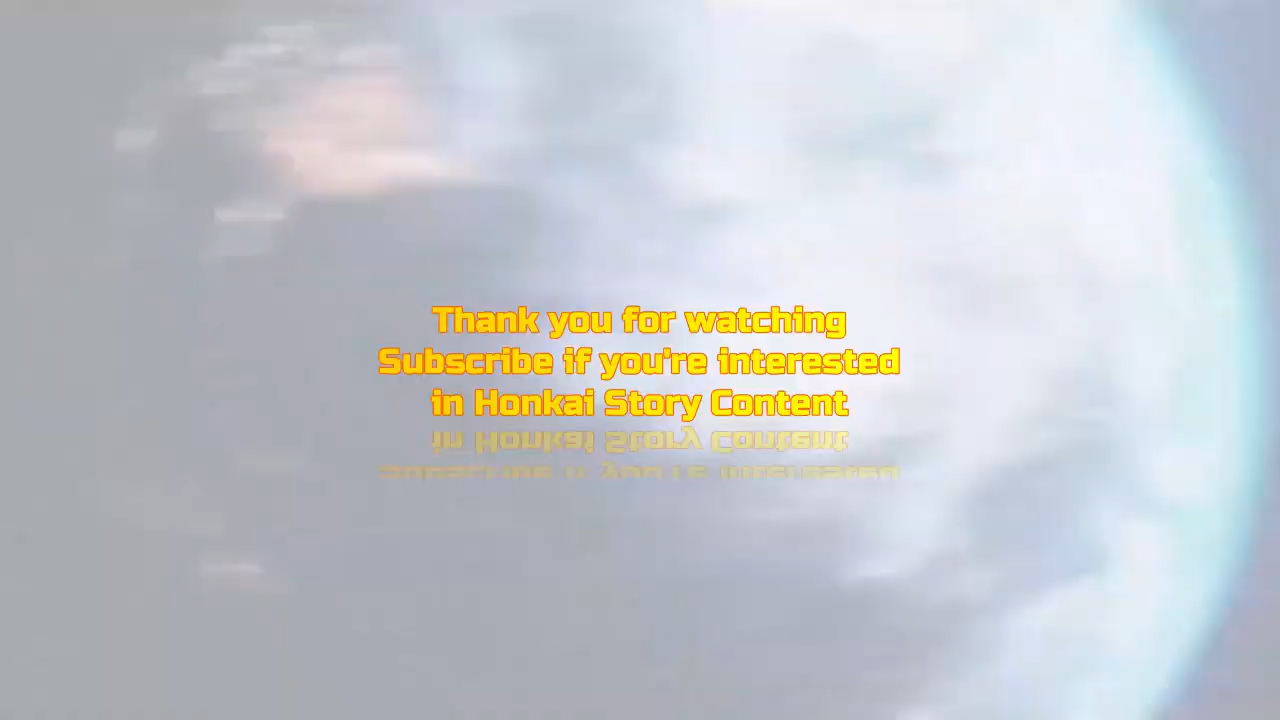 Thank you for watching
Subscribe if you're interested
in Honkai Story Content